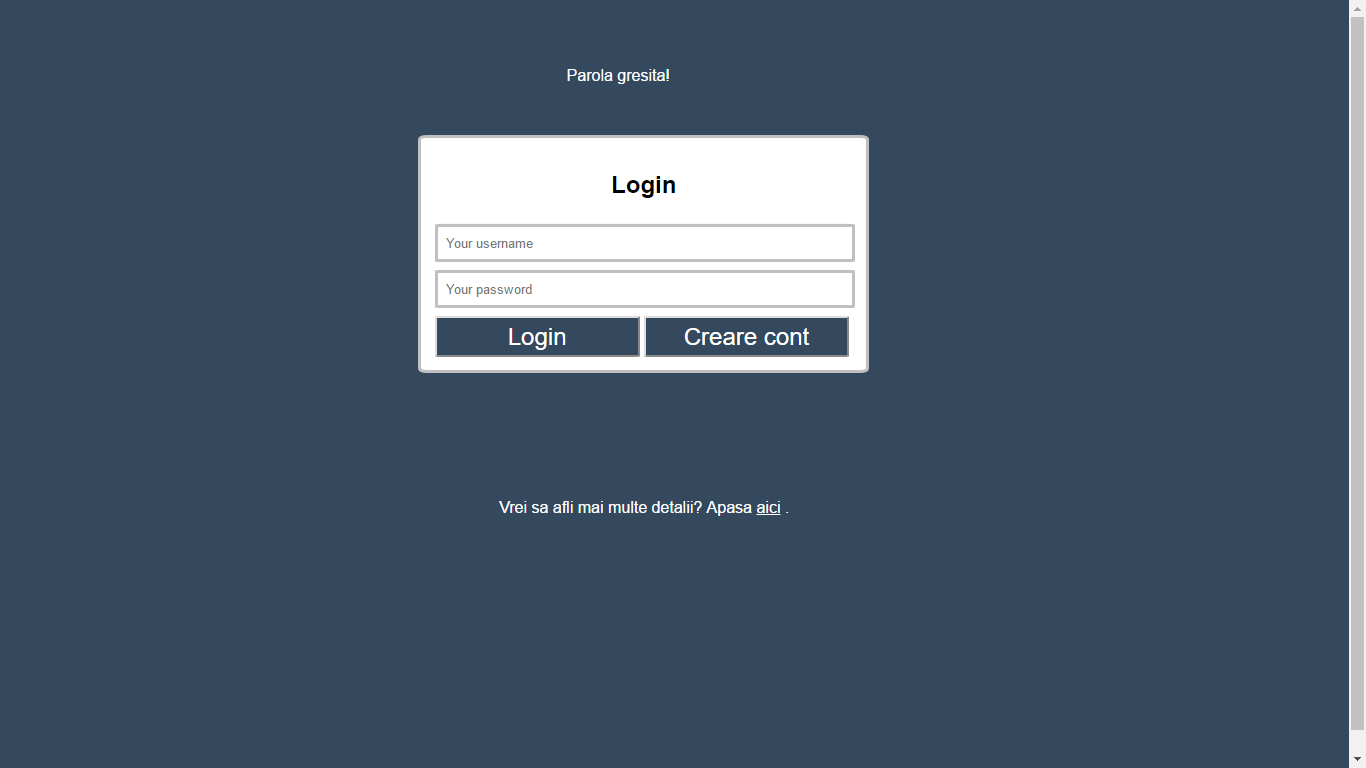 Parola gresita!
Login
Your username
Your password
Login Creare cont
Vrei sa afli mai multe detalii? Apasa aici .